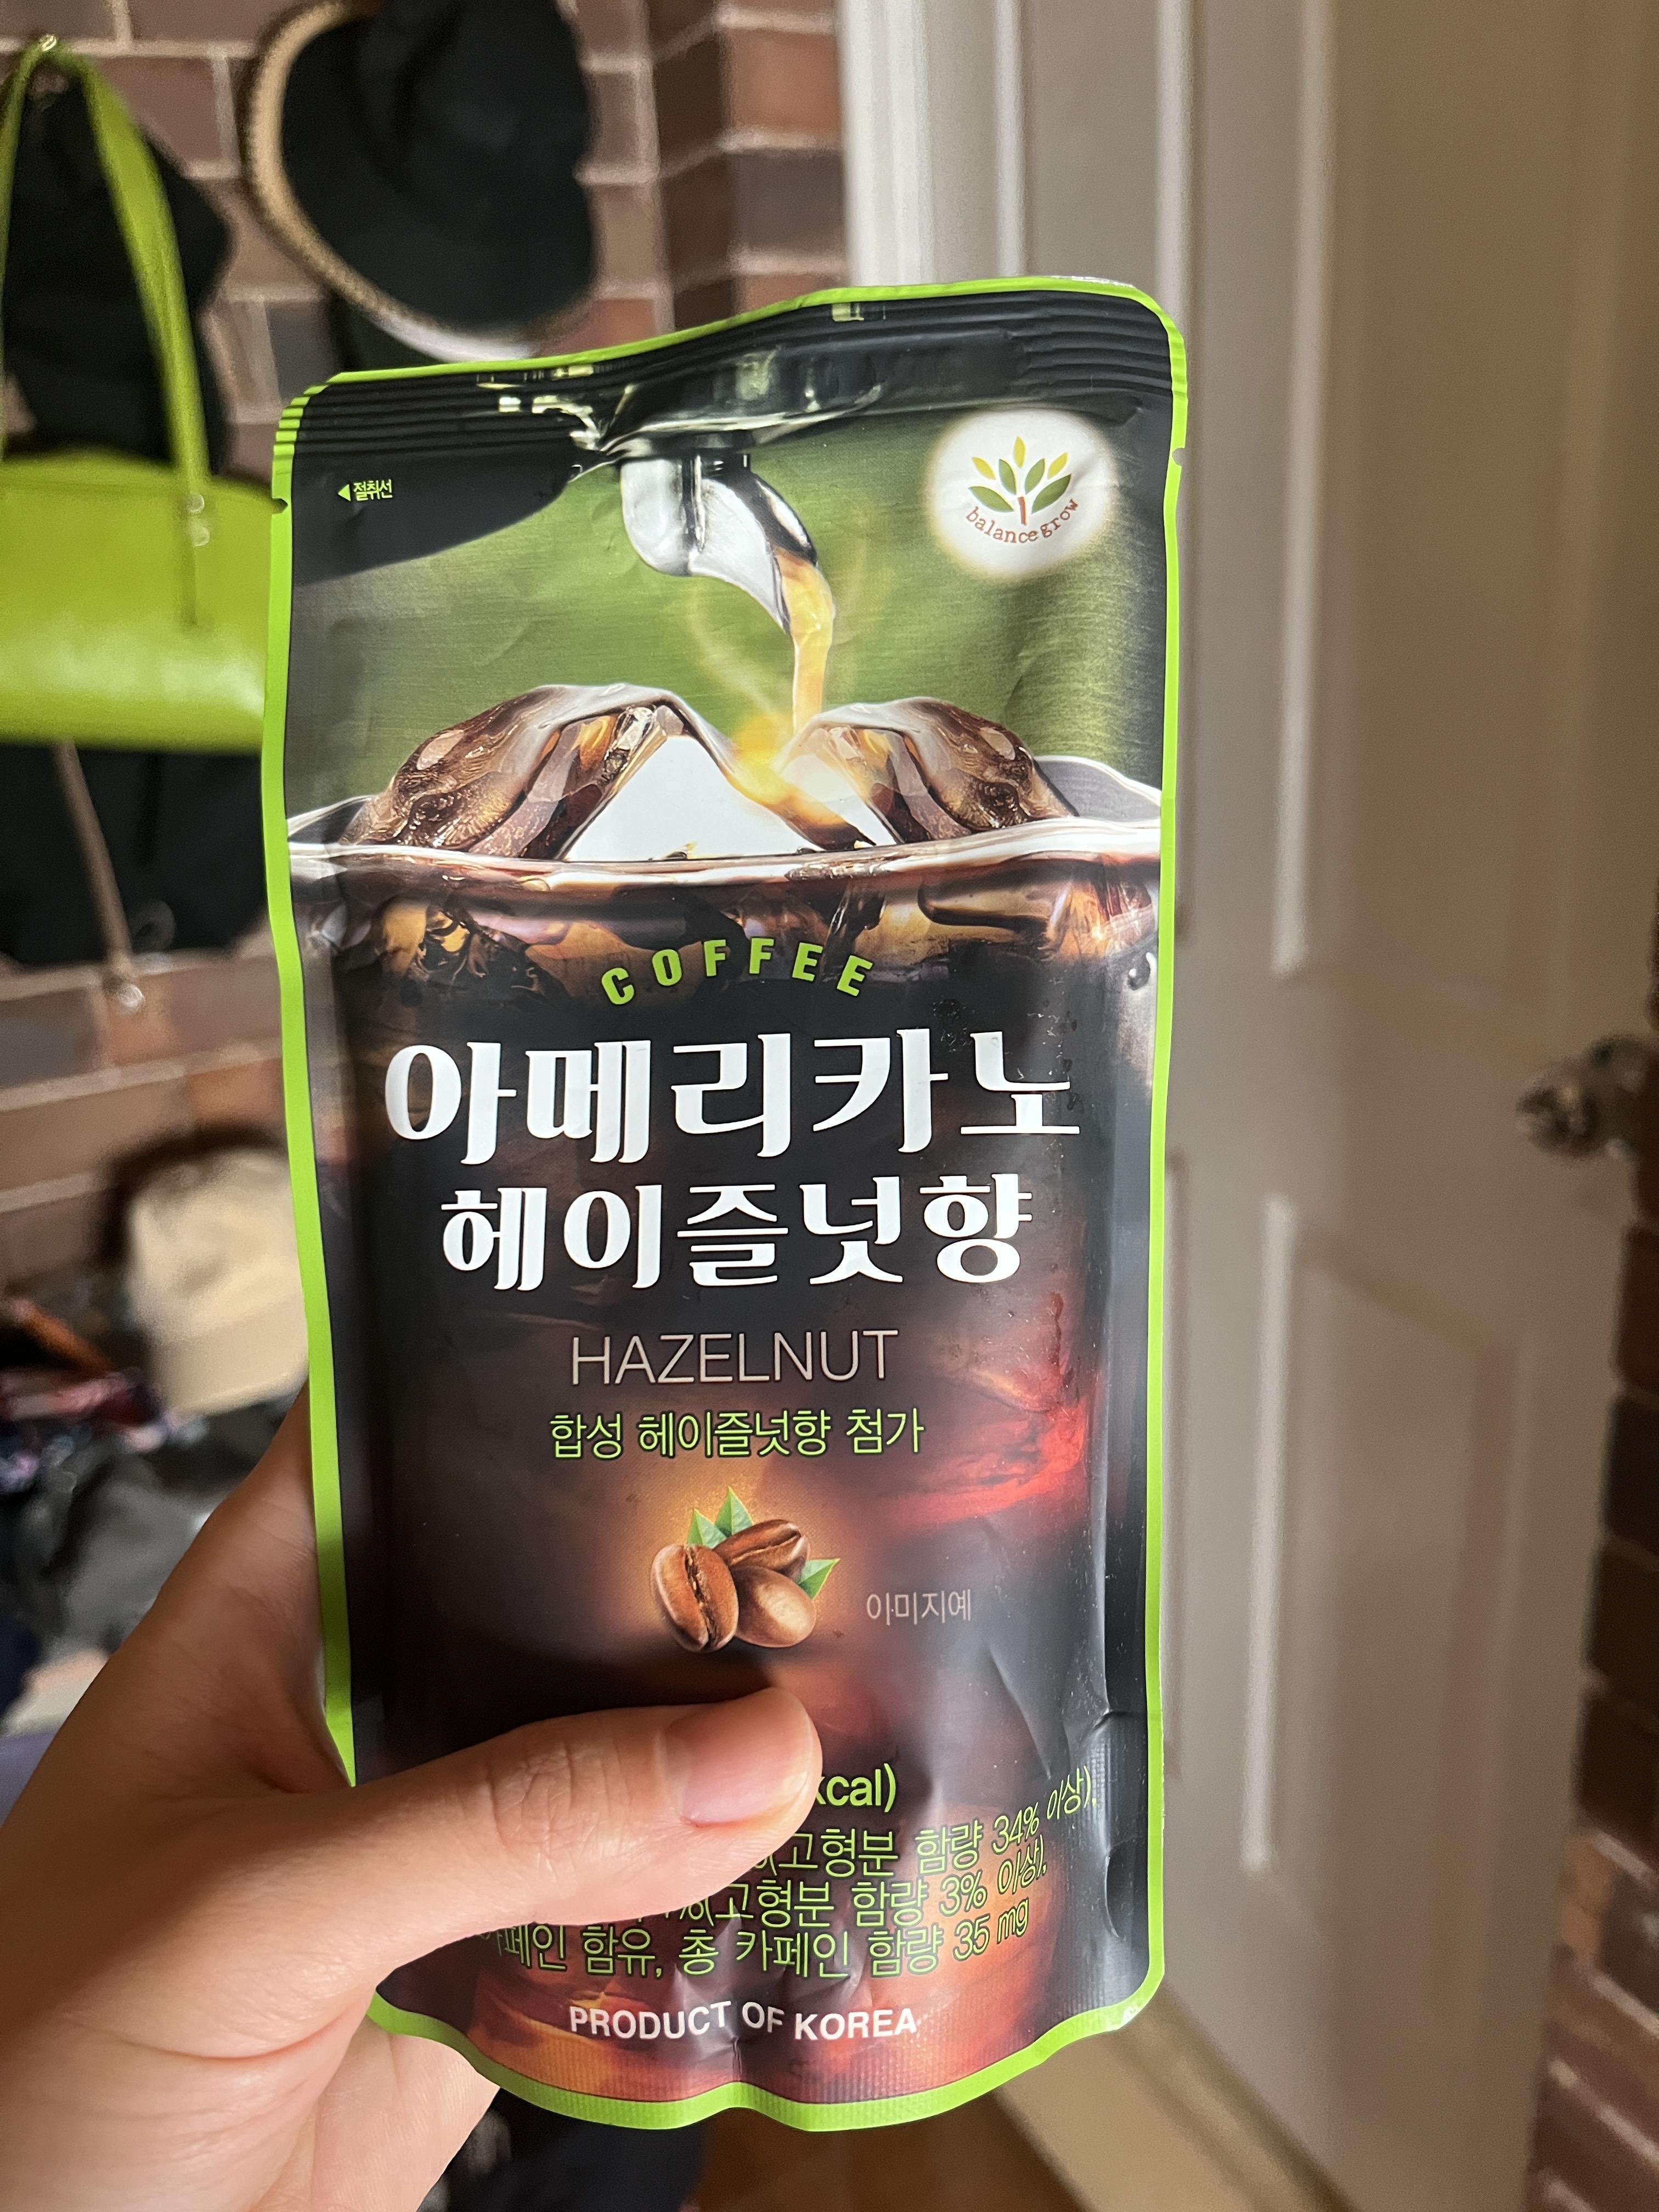 ◀절취선
balancegrow
COFFEE
아메리카노
헤이즐넛향
HAZELNUT
합성 헤이즐넛향 첨가
이미지예
kcal)
(고형분 함량 34% 이상),
%(고형분 함량 3% 이상),
카페인 함유, 총 카페인 함량 35 mg
PRODUCT OF KOREA